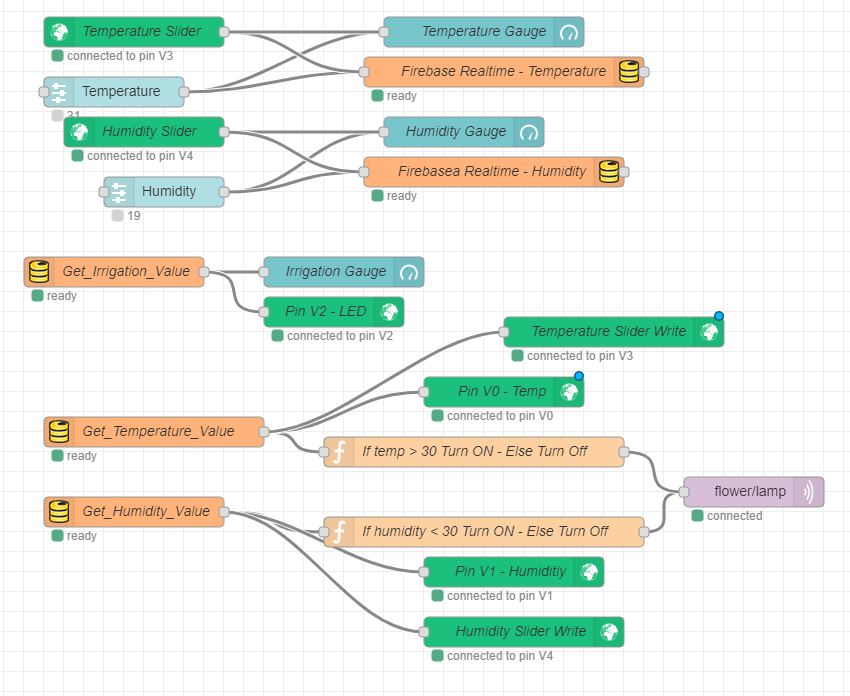 Temperature Slider
Temperature Gauge
connected to pin V3
Firebase Realtime - Temperature
ready
Temperature
31
Humidity Slider
Humidity Gauge
connected to pin V4
Firebasea Realtime - Humidity
ready
Humidity
19
Get_Irrigation_Value
Irrigation Gauge
ready
Pin V2 - LED
connected to pin V2
Temperature Slider Write
connected to pin V3
Pin V0 - Temp
connected to pin V0
Get_Temperature_Value
ready
If temp > 30 Turn ON - Else Turn Off
flower/lamp
connected
Get_Humidity_Value
ready
If humidity < 30 Turn ON - Else Turn Off
Pin V1 - Humiditiy
connected to pin V1
Humidity Slider Write
connected to pin V4